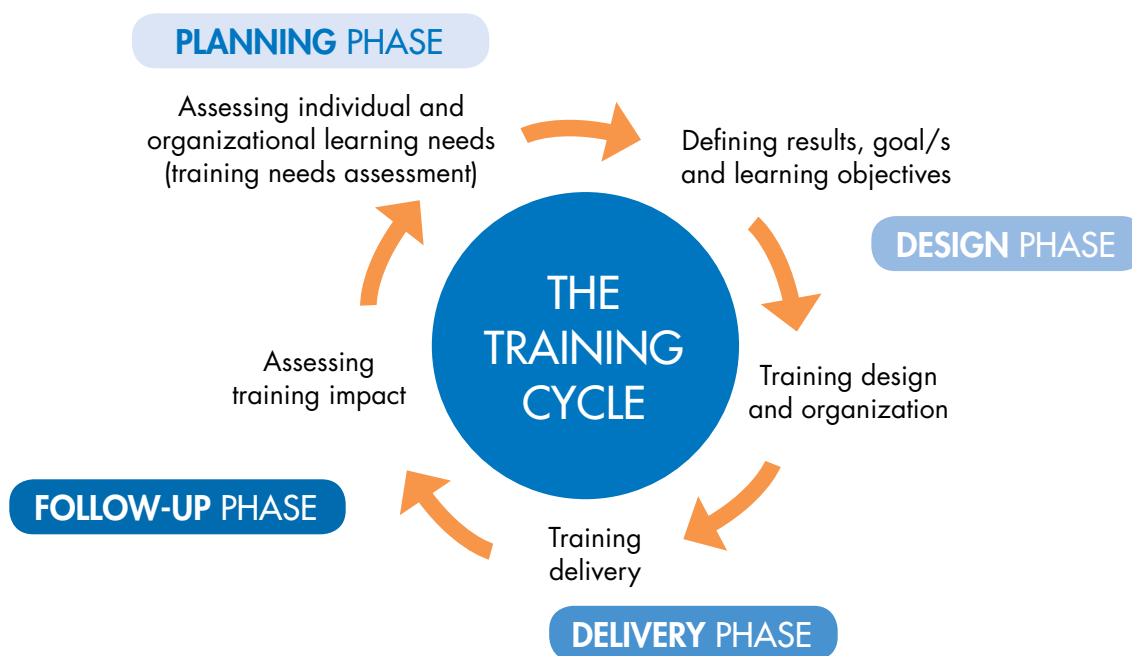 PLANNING PHASE
Assessing individual and
organizational learning needs
(training needs assessment)
Defining results, goal/s
and learning objectives
DESIGN PHASE
THE
TRAINING
CYCLE
Training design
and organization
Assessing
training impact
FOLLOW-UP PHASE
Training
delivery
DELIVERY PHASE